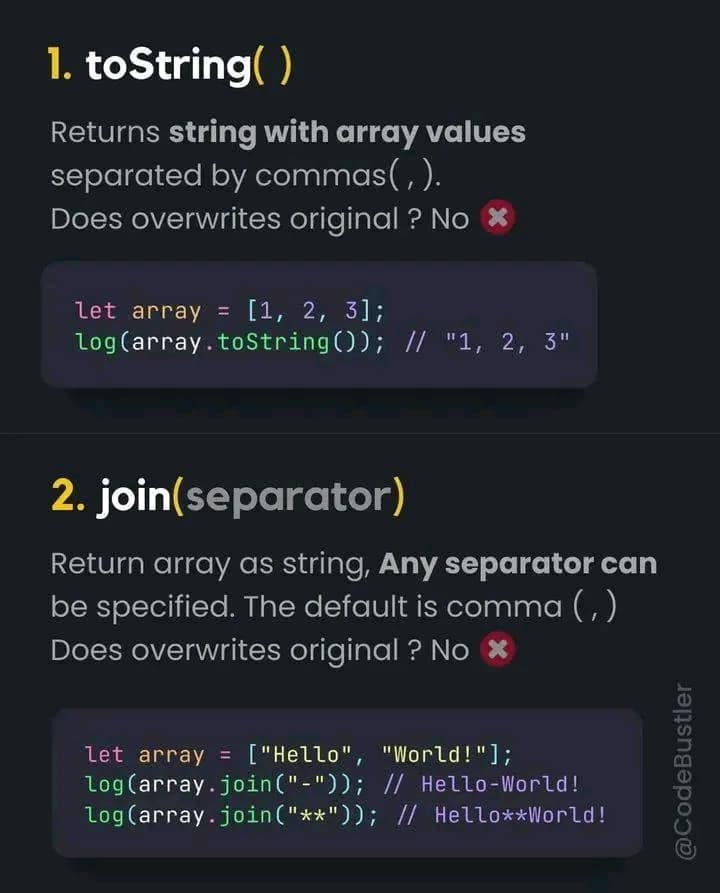 1. toString( )
Returns string with array values
separated by commas( , ).
Does overwrites original ? No
let array = [1, 2, 3];
log(array.toString()); // "1, 2, 3"
2. join(separator)
Return array as string, Any separator can
be specified. The default is comma ( , )
Does overwrites original ? No
let array = ["Hello", "World!"];
log(array.join("-")); // Hello-World!
log(array.join("**")); // Hello**World!
@CodeBustler